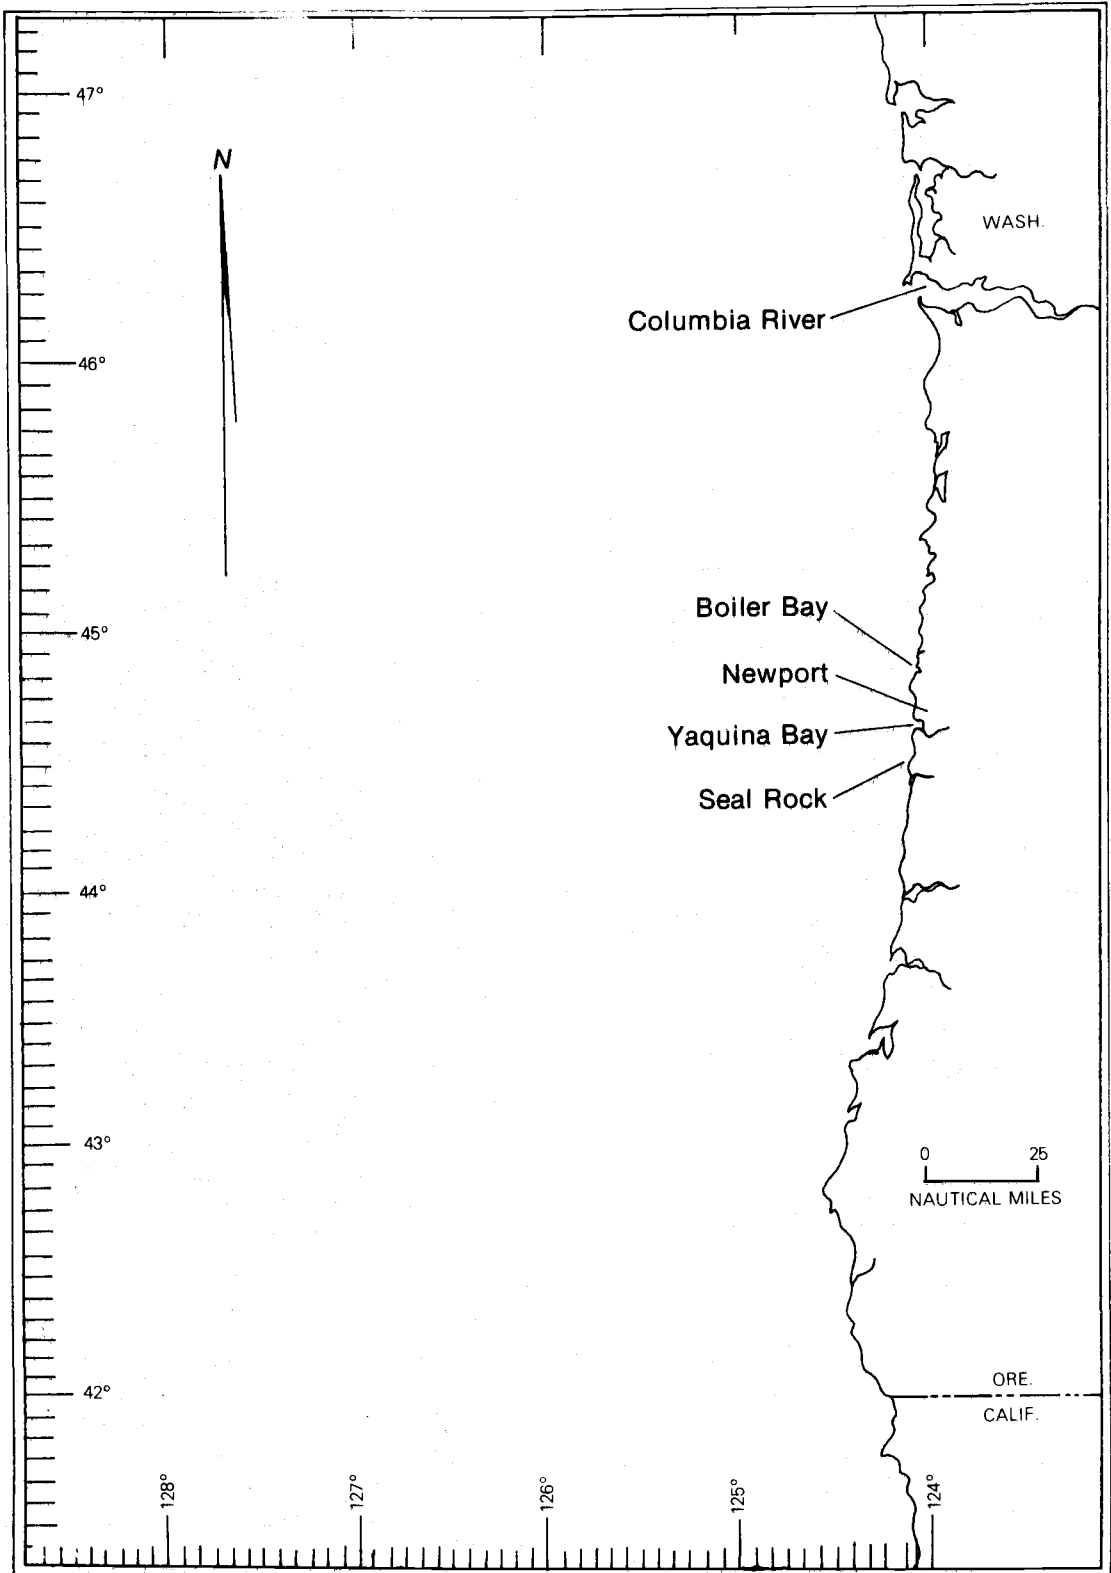 47°
N
WASH.
Columbia River
46°
Boiler Bay
45°
Newport
Yaquina Bay
Seal Rock
44°
43°
0 25
NAUTICAL MILES
42°
ORE.
CALIF.
128°
127°
126°
125°
124°